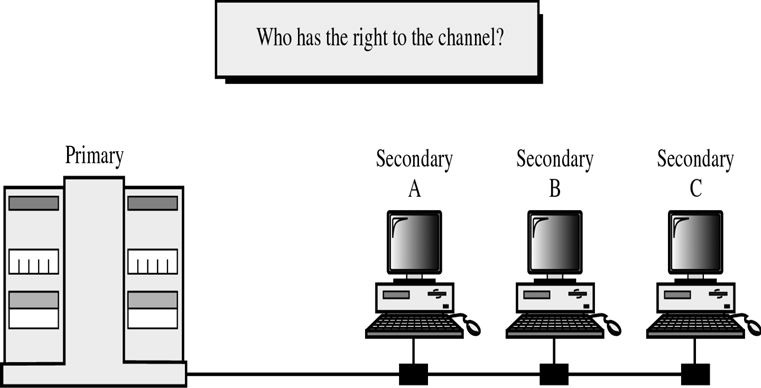 Who has the right to the channel?
Primary
Secondary
A
Secondary
B
Secondary
C